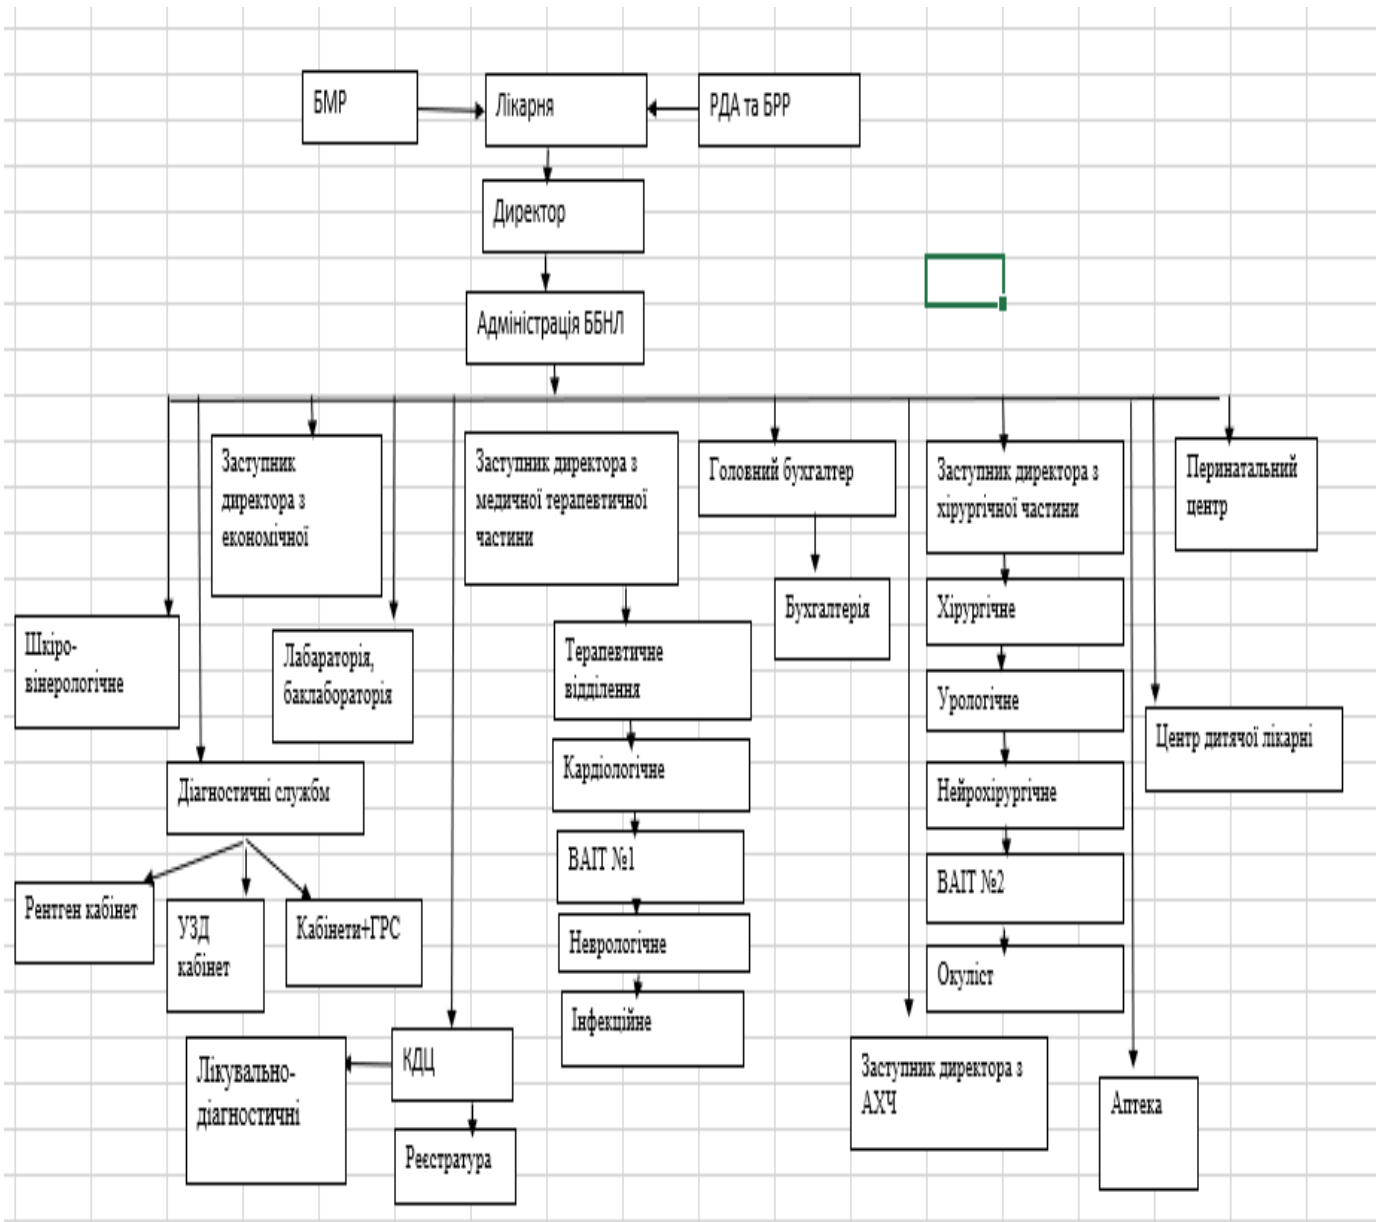 БМР
Лікарня
РДА та БРР
Директор
Адміністрація ББНЛ
Заступник
директора з
економічної
Заступник директора з
медичної терапевтичної
частини
Головний бухгалтер
Заступник директора з
хірургічної частини
Перинатальний
центр
Бухгалтерія
Хірургічне
Шкіро-
вінерологічне
Лабараторія,
баклабораторія
Терапевтичне
відділення
Урологічне
Центр дитячої лікарні
Діагностичні службм
Кардіологічне
Нейрохірургічне
ВАІТ №1
ВАІТ №2
Рентген кабінет
УЗД
кабінет
Кабінети+ГРС
Неврологічне
Окуліст
Інфекційне
Лікувально-
діагностичні
КДЦ
Заступник директора з
АХЧ
Аптека
Реєстратура